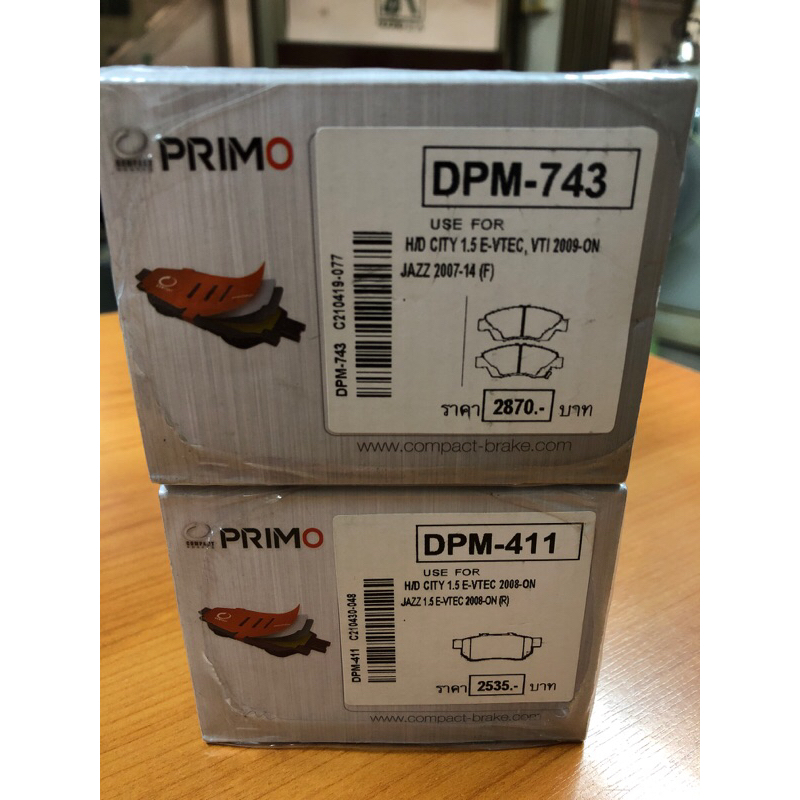 COMPACT
PRIMO
DPM-743
USE FOR
H/D CITY 1.5 E-VTEC, VTI 2009-ON
JAZZ 2007-14 (F)
DPM-743 C210419-077
ราคา 2870.- บาท
www.compact-brake.com
COMPACT
PRIMO
DPM-411
USE FOR
H/D CITY 1.5 E-VTEC 2008-ON
JAZZ 1.5 E-VTEC 2008-ON (R)
DPM-411 C210430-048
ราคา 2535.- บาท
www.compact-brake.com